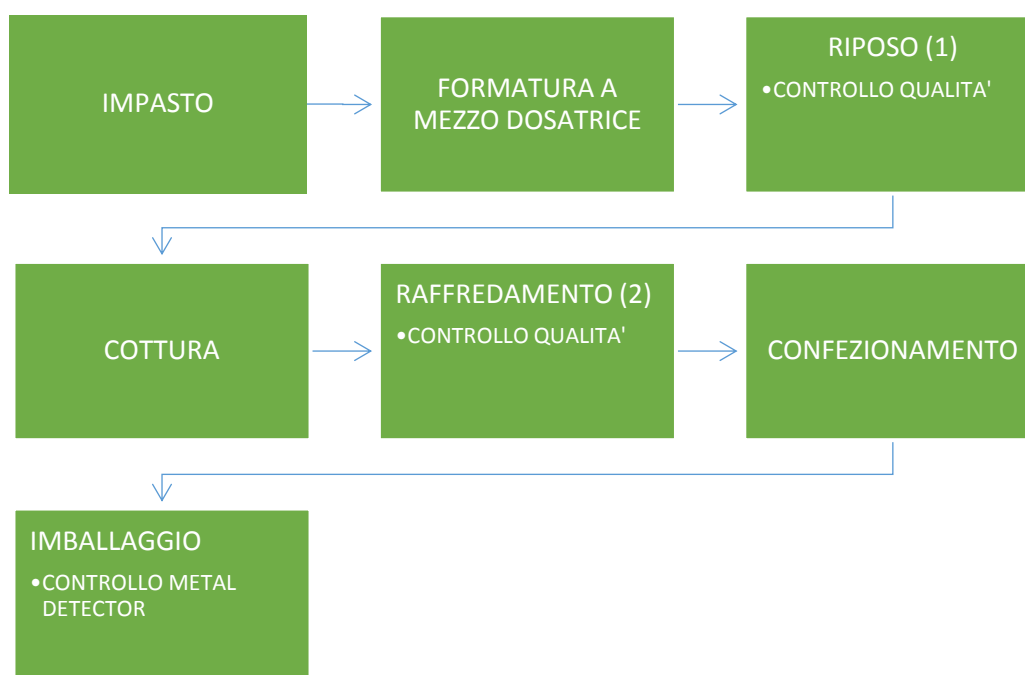 IMPASTO
FORMATURA A
MEZZO DOSATRICE
RIPOSO (1)
•CONTROLLO QUALITA'
COTTURA
RAFFREDAMENTO (2)
•CONTROLLO QUALITA'
CONFEZIONAMENTO
IMBALLAGGIO
•CONTROLLO METAL
DETECTOR